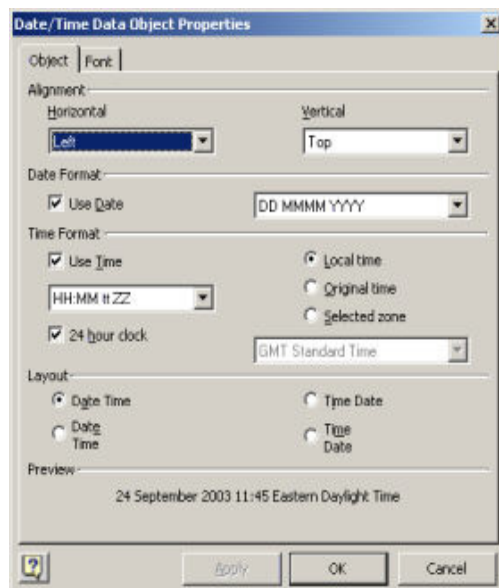 Date/Time Data Object Properties
Object Font
Alignment
Horizontal Vertical
Left Top
Date Format
Use Date DD MMMM YYYY
Time Format
Use Time Local time
Original time
HH:MM tt ZZ
Selected zone
24 hour clock
GMT Standard Time
Layout
Date Time Time Date
Date
Time
Time
Date
Preview
24 September 2003 11:45 Eastern Daylight Time
Apply OK Cancel